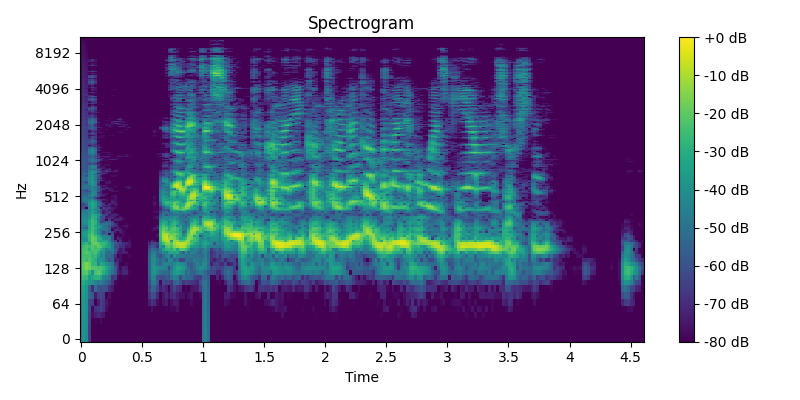 Spectrogram
+0 dB
8192
-10 dB
4096
-20 dB
2048
-30 dB
1024
-40 dB
Hz
512
-50 dB
256
-60 dB
128
64
-70 dB
0
-80 dB
0 0.5 1 1.5 2 2.5 3 3.5 4 4.5
Time